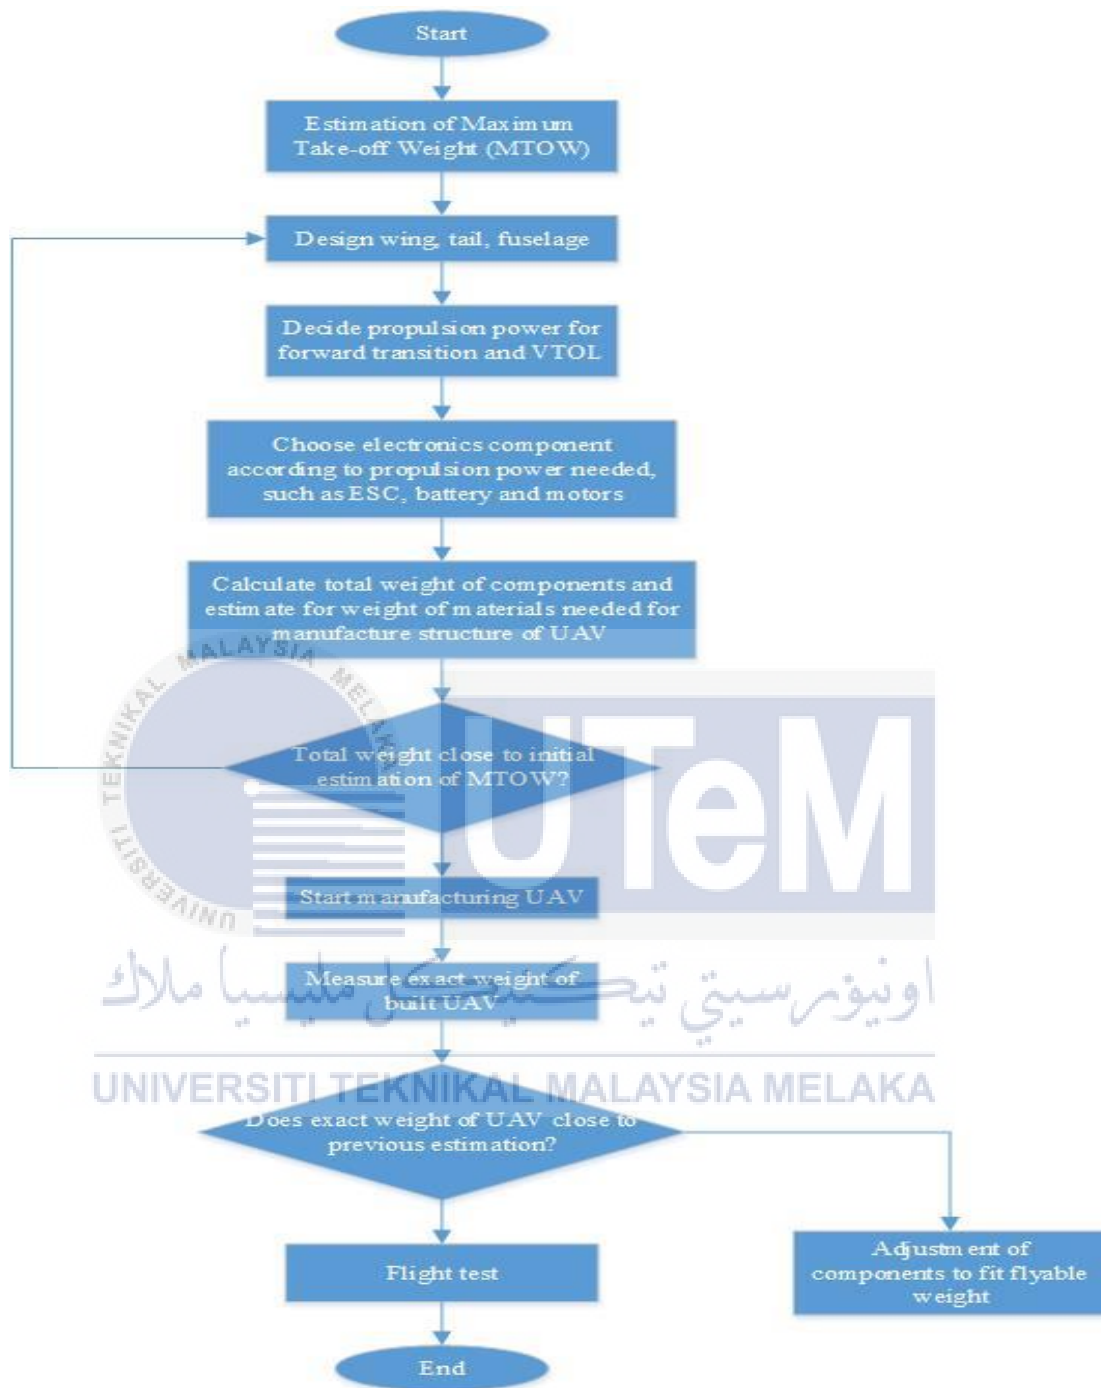 Start
Estimation of Maximum
Take-off Weight (MTOW)
Design wing, tail, fuselage
Decide propulsion power for
forward transition and VTOL
Choose electronics component
according to propulsion power needed,
such as ESC, battery and motors
Calculate total weight of components and
estimate for weight of materials needed for
manufacture structure of UAV
UNIVERSITI TEKNIKAL MALAYSIA MELAKA
UTeM
Total weight close to initial
estimation of MTOW?
Start manufacturing UAV
Measure exact weight of
built UAV
اونيۏرسيتي تيكنيكل مليسيا ملاك
UNIVERSITI TEKNIKAL MALAYSIA MELAKA
Does exact weight of UAV close to
previous estimation?
Flight test
Adjustment of
components to fit flyable
weight
End